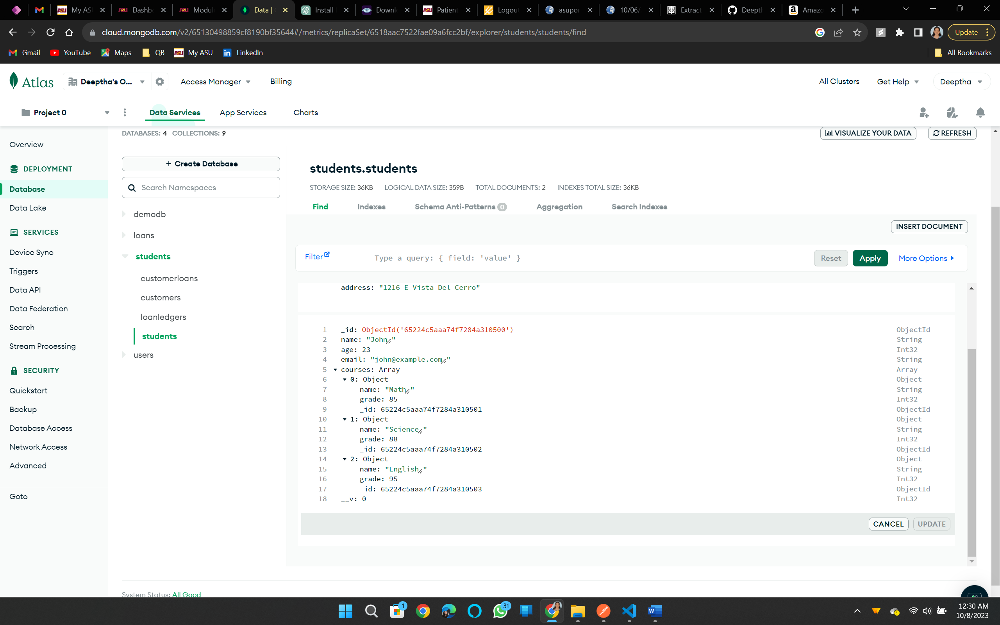 My AS
Dashb
Modul
Data |
Install
Downl
Patient
Logout
asupor
10/06/
Extract
Deepth
Amazo
cloud.mongodb.com/v2/65130498859cf8190bf35644#/metrics/replicaSet/6518aac7522fae09a6fcc2bf/explorer/students/students/find
Update
Gmail YouTube Maps QB My ASU LinkedIn All Bookmarks
Atlas Deeptha's O... Access Manager Billing All Clusters Get Help Deeptha
Project 0 Data Services App Services Charts
DATABASES: 4 COLLECTIONS: 9 VISUALIZE YOUR DATA REFRESH
Overview
DEPLOYMENT
Database
Data Lake
SERVICES
Device Sync
Triggers
Data API
Data Federation
Search
Stream Processing
SECURITY
Quickstart
Backup
Database Access
Network Access
Advanced
Goto
+ Create Database
Search Namespaces
demodb
loans
students
customerloans
customers
loanledgers
students
users
students.students
STORAGE SIZE: 36KB LOGICAL DATA SIZE: 359B TOTAL DOCUMENTS: 2 INDEXES TOTAL SIZE: 36KB
Find Indexes Schema Anti-Patterns 0 Aggregation Search Indexes
INSERT DOCUMENT
Filter Type a query: { field: 'value' } Reset Apply More Options
address: "1216 E Vista Del Cerro"
1 _id: ObjectId('65224c5aaa74f7284a310500') ObjectId
2 name: "John" String
3 age: 23 Int32
4 email: "john@example.com" String
5 courses: Array Array
6 0: Object Object
7 name: "Math" String
8 grade: 85 Int32
9 _id: 65224c5aaa74f7284a310501 ObjectId
10 1: Object Object
11 name: "Science" String
12 grade: 88 Int32
13 _id: 65224c5aaa74f7284a310502 ObjectId
14 2: Object Object
15 name: "English" String
16 grade: 95 Int32
17 _id: 65224c5aaa74f7284a310503 ObjectId
18 __v: 0 Int32
CANCEL UPDATE
System Status: All Good
1
31
12:30 AM
10/8/2023